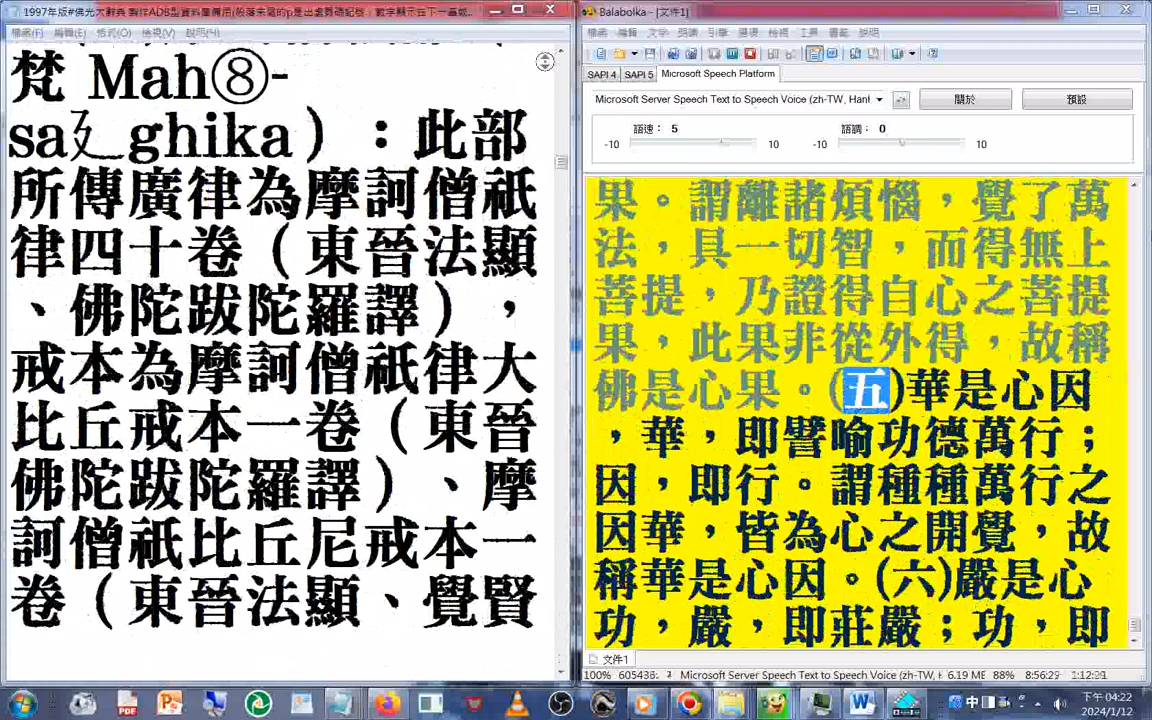 梵 Mah⑧-
sa廴ghika）：此部
所傳廣律為摩訶僧祇
律四十卷（東晉法顯
、佛陀跋陀羅譯），
戒本為摩訶僧祇律大
比丘戒本一卷（東晉
佛陀跋陀羅譯）、摩
訶僧祇比丘尼戒本一
卷（東晉法顯、覺賢
Balabolka - [文件1]
SAPI 4 SAPI 5 Microsoft Speech Platform
Microsoft Server Speech Text to Speech Voice (zh-TW, Hanl
關於 預設
語速： 5 語調： 0
-10 10 -10 10
果。謂離諸煩惱，覺了萬
法，具一切智，而得無上
菩提，乃證得自心之菩提
果，此果非從外得，故稱
佛是心果。(五)華是心因
，華，即譬喻功德萬行；
因，即行。謂種種萬行之
因華，皆為心之開覺，故
稱華是心因。(六)嚴是心
功，嚴，即莊嚴；功，即
文件1
100% Microsoft Server Speech Text to Speech Voice (zh-TW, H 6.19 ME 88% 8:56:29
下午 04:22
2024/1/12